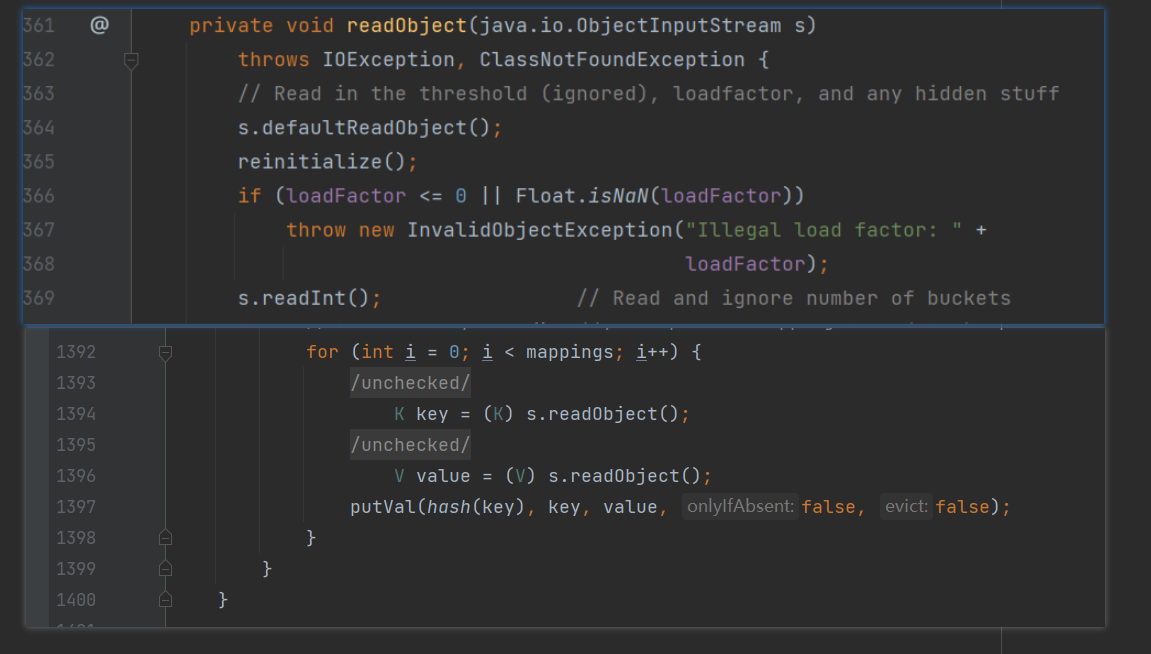 361 @ private void readObject(java.io.ObjectInputStream s)
362 throws IOException, ClassNotFoundException {
363 // Read in the threshold (ignored), loadfactor, and any hidden stuff
364 s.defaultReadObject();
365 reinitialize();
366 if (loadFactor <= 0 || Float.isNaN(loadFactor))
367 throw new InvalidObjectException("Illegal load factor: " +
368 loadFactor);
369 s.readInt(); // Read and ignore number of buckets
1392 for (int i = 0; i < mappings; i++) {
1393 /unchecked/
1394 K key = (K) s.readObject();
1395 /unchecked/
1396 V value = (V) s.readObject();
1397 putVal(hash(key), key, value, onlyIfAbsent: false, evict: false);
1398 }
1399 }
1400 }